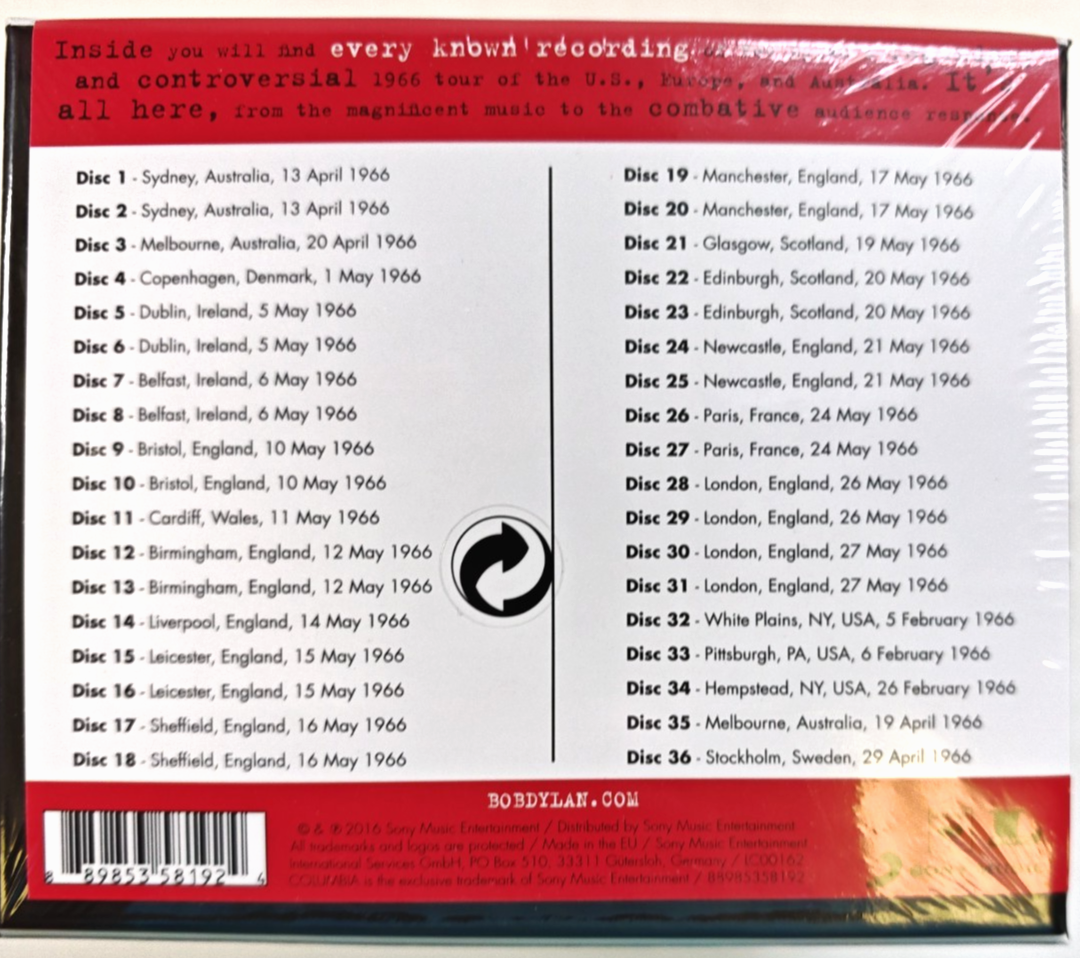 Inside you will find every known recording
and controversial 1966 tour of the U.S., Europe, and Australia. It's
all here, from the magnificent music to the combative audience response.
Disc 1 - Sydney, Australia, 13 April 1966
Disc 2 - Sydney, Australia, 13 April 1966
Disc 3 - Melbourne, Australia, 20 April 1966
Disc 4 - Copenhagen, Denmark, 1 May 1966
Disc 5 - Dublin, Ireland, 5 May 1966
Disc 6 - Dublin, Ireland, 5 May 1966
Disc 7 - Belfast, Ireland, 6 May 1966
Disc 8 - Belfast, Ireland, 6 May 1966
Disc 9 - Bristol, England, 10 May 1966
Disc 10 - Bristol, England, 10 May 1966
Disc 11 - Cardiff, Wales, 11 May 1966
Disc 12 - Birmingham, England, 12 May 1966
Disc 13 - Birmingham, England, 12 May 1966
Disc 14 - Liverpool, England, 14 May 1966
Disc 15 - Leicester, England, 15 May 1966
Disc 16 - Leicester, England, 15 May 1966
Disc 17 - Sheffield, England, 16 May 1966
Disc 18 - Sheffield, England, 16 May 1966
Disc 19 - Manchester, England, 17 May 1966
Disc 20 - Manchester, England, 17 May 1966
Disc 21 - Glasgow, Scotland, 19 May 1966
Disc 22 - Edinburgh, Scotland, 20 May 1966
Disc 23 - Edinburgh, Scotland, 20 May 1966
Disc 24 - Newcastle, England, 21 May 1966
Disc 25 - Newcastle, England, 21 May 1966
Disc 26 - Paris, France, 24 May 1966
Disc 27 - Paris, France, 24 May 1966
Disc 28 - London, England, 26 May 1966
Disc 29 - London, England, 26 May 1966
Disc 30 - London, England, 27 May 1966
Disc 31 - London, England, 27 May 1966
Disc 32 - White Plains, NY, USA, 5 February 1966
Disc 33 - Pittsburgh, PA, USA, 6 February 1966
Disc 34 - Hempstead, NY, USA, 26 February 1966
Disc 35 - Melbourne, Australia, 19 April 1966
Disc 36 - Stockholm, Sweden, 29 April 1966
BOBDYLAN.COM
© & ℗ 2016 Sony Music Entertainment / Distributed by Sony Music Entertainment
All trademarks and logos are protected / Made in the EU / Sony Music Entertainment
International Services GmbH, PO Box 510, 33311 Gütersloh, Germany / LC00162
COLUMBIA is the exclusive trademark of Sony Music Entertainment / 88985358192
8 89853 58192 4